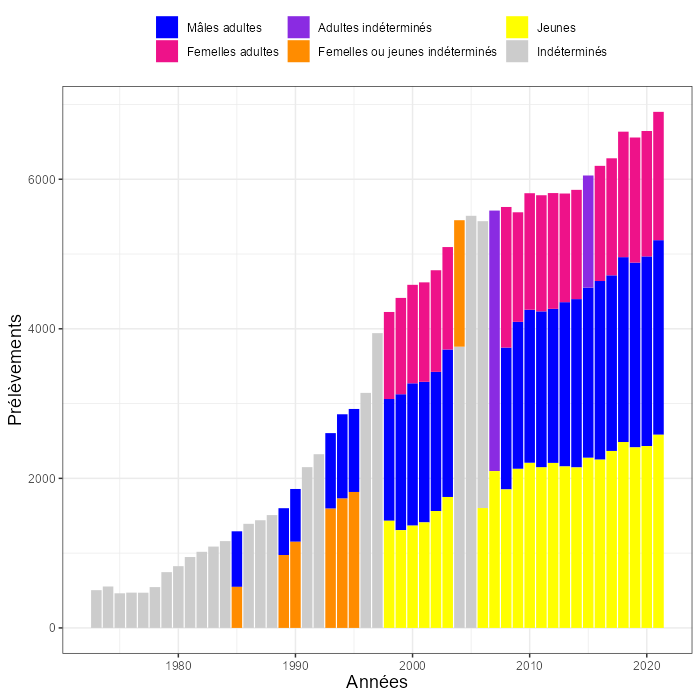 Mâles adultes Adultes indéterminés Jeunes
Femelles adultes Femelles ou jeunes indéterminés Indéterminés
6000
4000
2000
0
Prélèvements
1980 1990 2000 2010 2020
Années